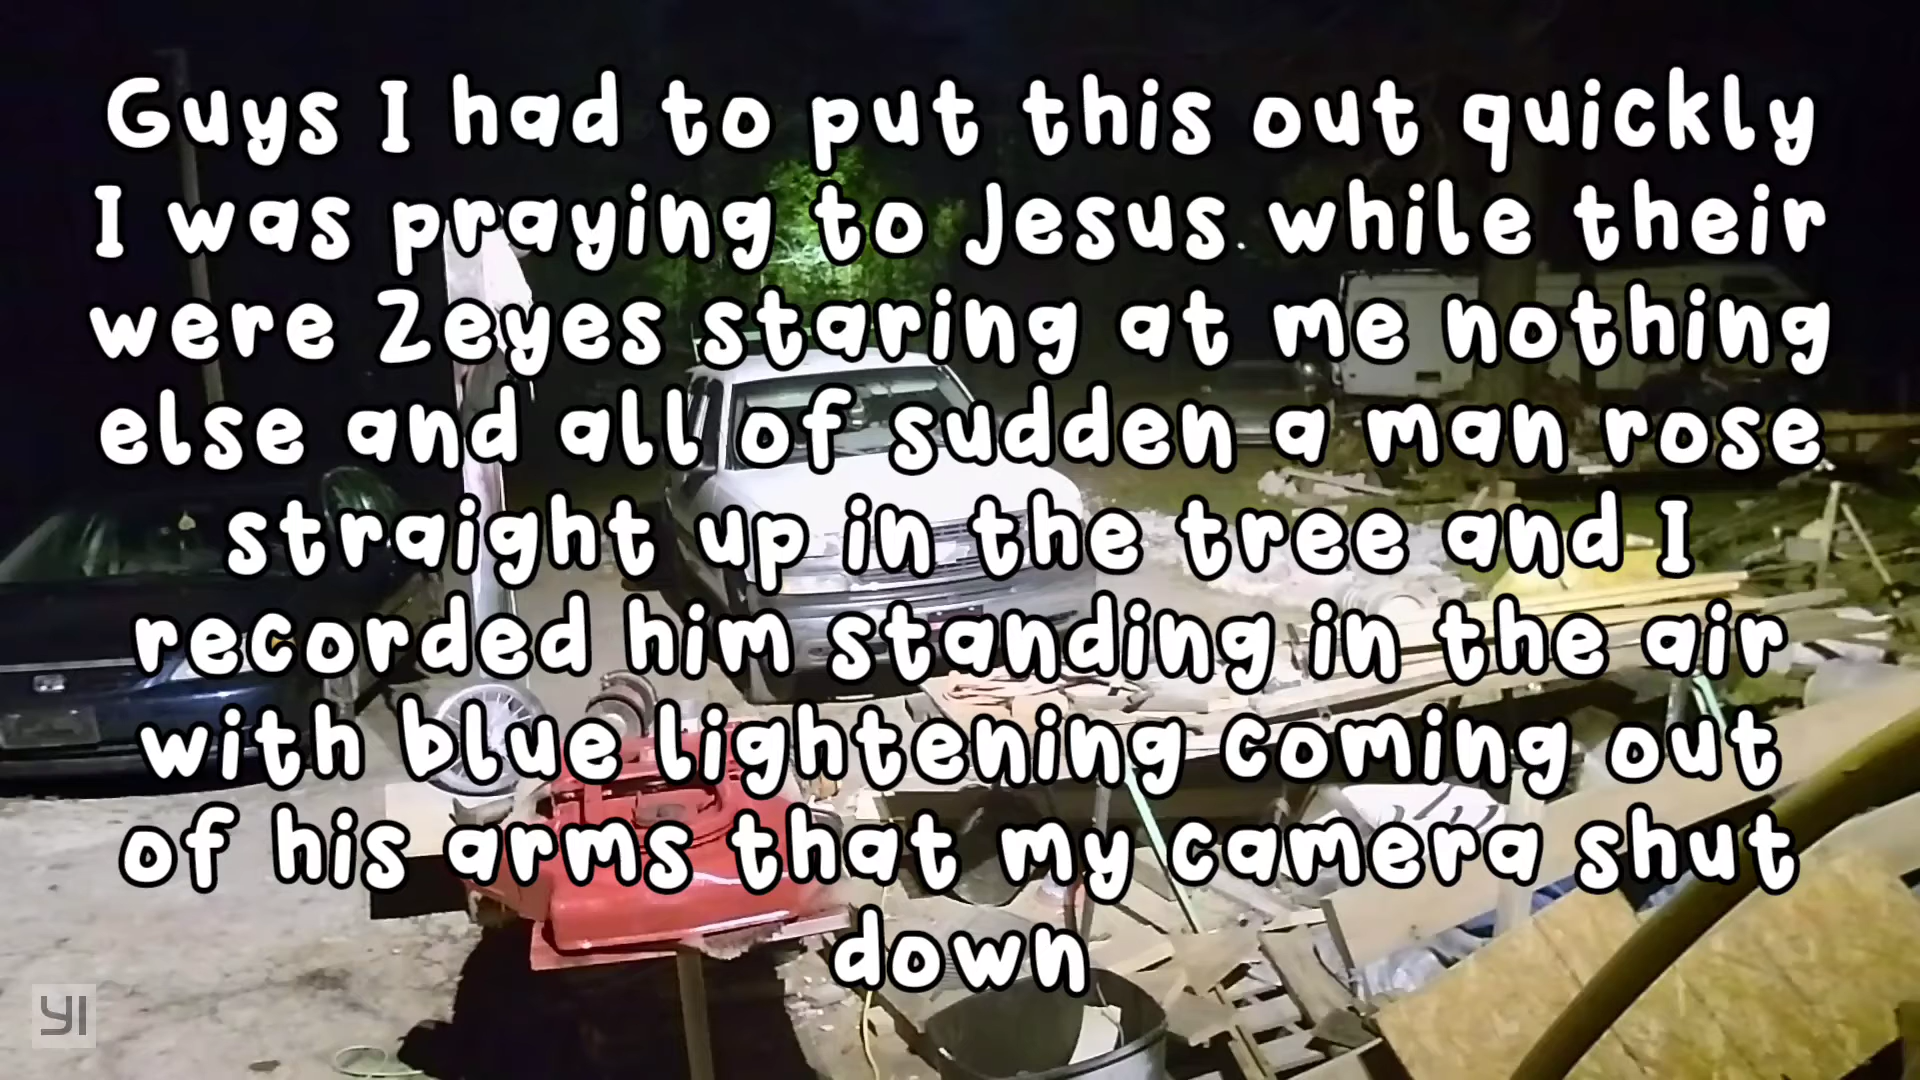 Guys I had to put this out quickly
I was praying to Jesus. while their
were 2eyes staring at me nothing
else and all of sudden a man rose
straight up in the tree and I
recorded him standing in the air
with blue lightening coming out
of his arms that my camera shut
down
YI